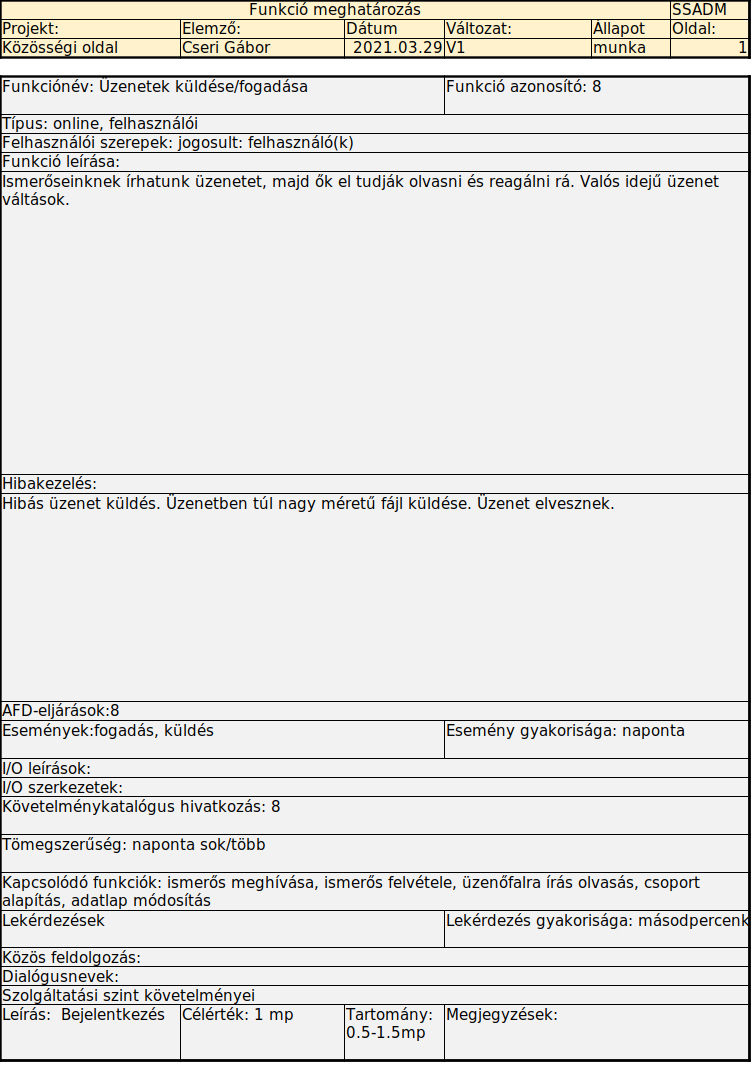 Funkció meghatározás SSADM
Projekt: Elemző: Dátum Változat: Állapot Oldal:
Közösségi oldal Cseri Gábor 2021.03.29 V1 munka 1
Funkciónév: Üzenetek küldése/fogadása Funkció azonosító: 8
Típus: online, felhasználói
Felhasználói szerepek: jogosult: felhasználó(k)
Funkció leírása:
Ismerőseinknek írhatunk üzenetet, majd ők el tudják olvasni és reagálni rá. Valós idejű üzenet
váltások.
Hibakezelés:
Hibás üzenet küldés. Üzenetben túl nagy méretű fájl küldése. Üzenet elvesznek.
AFD-eljárások:8
Események:fogadás, küldés Esemény gyakorisága: naponta
I/O leírások:
I/O szerkezetek:
Követelménykatalógus hivatkozás: 8
Tömegszerűség: naponta sok/több
Kapcsolódó funkciók: ismerős meghívása, ismerős felvétele, üzenőfalra írás olvasás, csoport
alapítás, adatlap módosítás
Lekérdezések Lekérdezés gyakorisága: másodpercenk
Közös feldolgozás:
Dialógusnevek:
Szolgáltatási szint követelményei
Leírás: Bejelentkezés Célérték: 1 mp Tartomány: Megjegyzések:
0.5-1.5mp